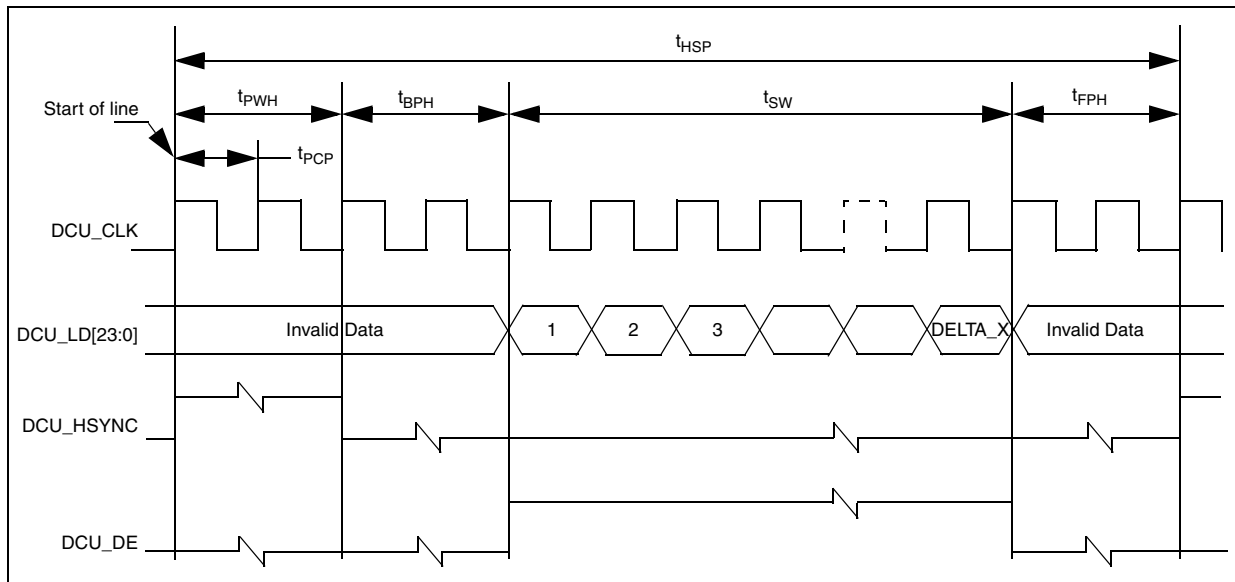 tHSP
Start of line
tPWH
tBPH
tSW
tFPH
tPCP
DCU_CLK
DCU_LD[23:0]
Invalid Data
1
2
3
DELTA_X
Invalid Data
DCU_HSYNC
DCU_DE